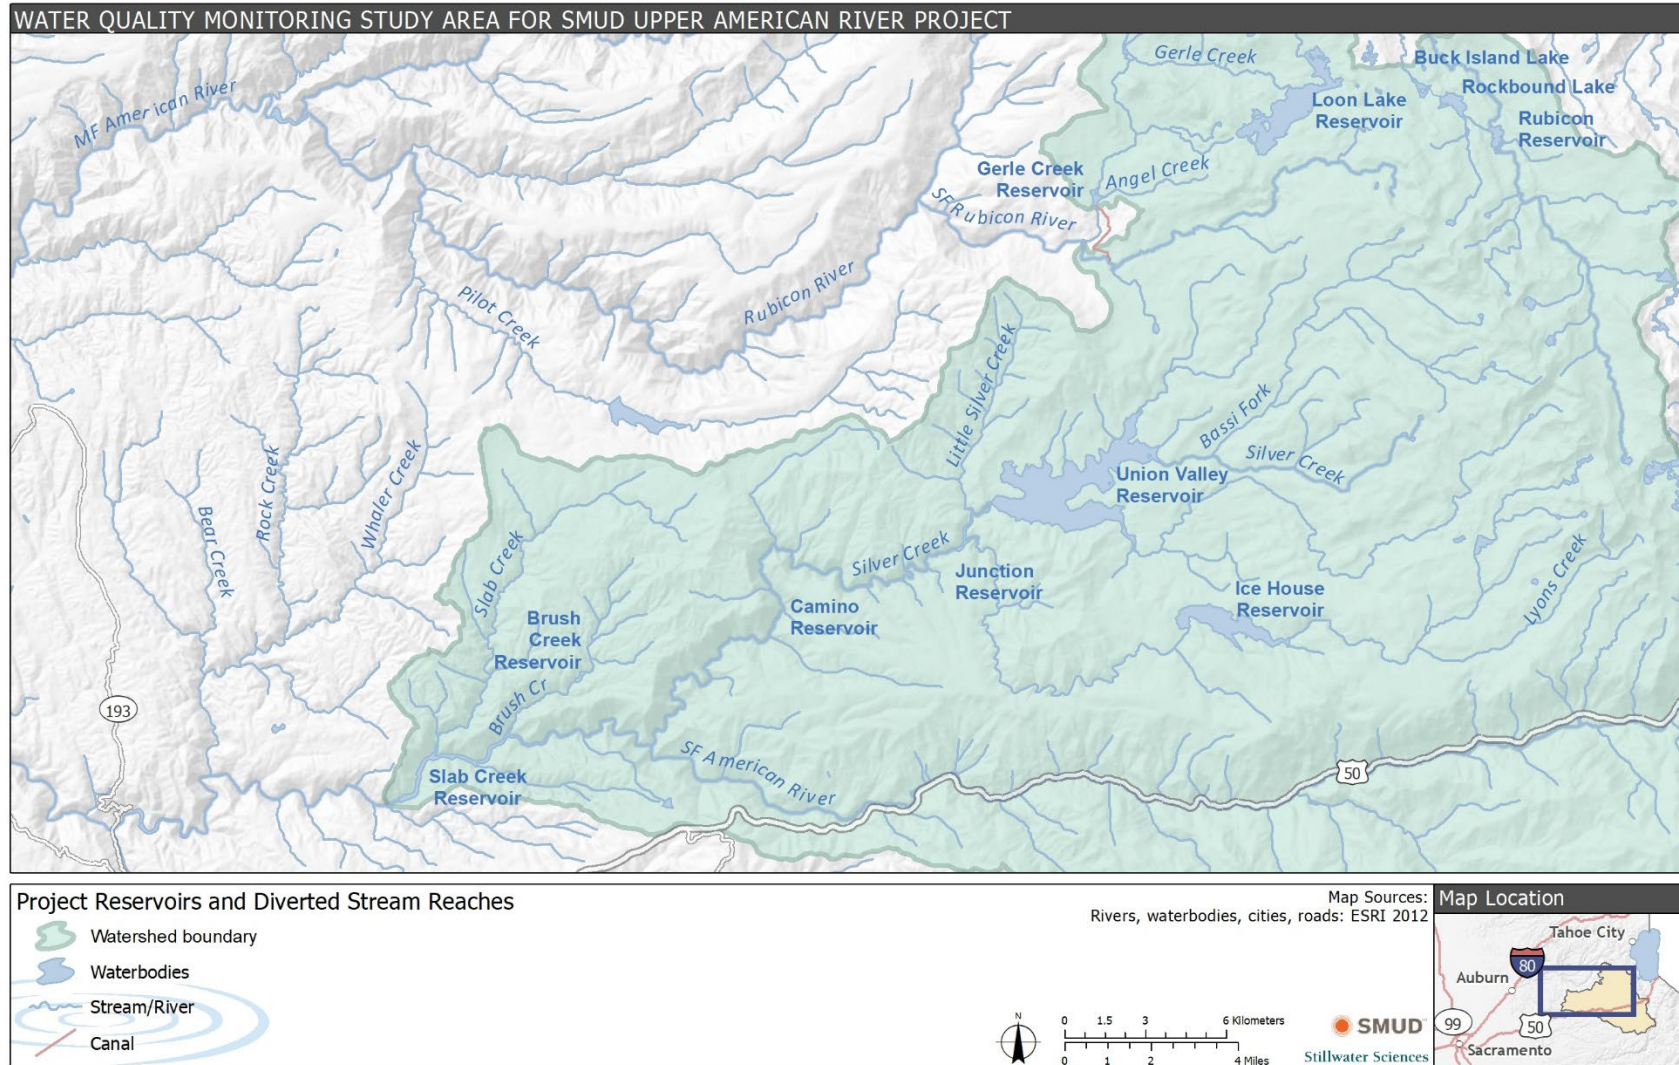 WATER QUALITY MONITORING STUDY AREA FOR SMUD UPPER AMERICAN RIVER PROJECT
MF American River
Gerle Creek
Buck Island Lake
Rockbound Lake
Loon Lake
Reservoir
Rubicon
Reservoir
Gerle Creek
Reservoir
Angel Creek
SF Rubicon River
Rubicon River
Pilot Creek
Little Silver Creek
Bassi Fork
Silver Creek
Union Valley
Reservoir
Bear Creek
Rock Creek
Whaler Creek
Slab Creek
Silver Creek
Junction
Reservoir
Ice House
Reservoir
Lyons Creek
Camino
Reservoir
Brush
Creek
Reservoir
Brush Cr
193
SF American River
Slab Creek
Reservoir
50
Project Reservoirs and Diverted Stream Reaches
Watershed boundary
Waterbodies
Stream/River
Canal
Map Sources:
Rivers, waterbodies, cities, roads: ESRI 2012
N
0 1.5 3 6 Kilometers
0 1 2 4 Miles
SMUD
Stillwater Sciences
Map Location
Tahoe City
80
Auburn
99
50
Sacramento